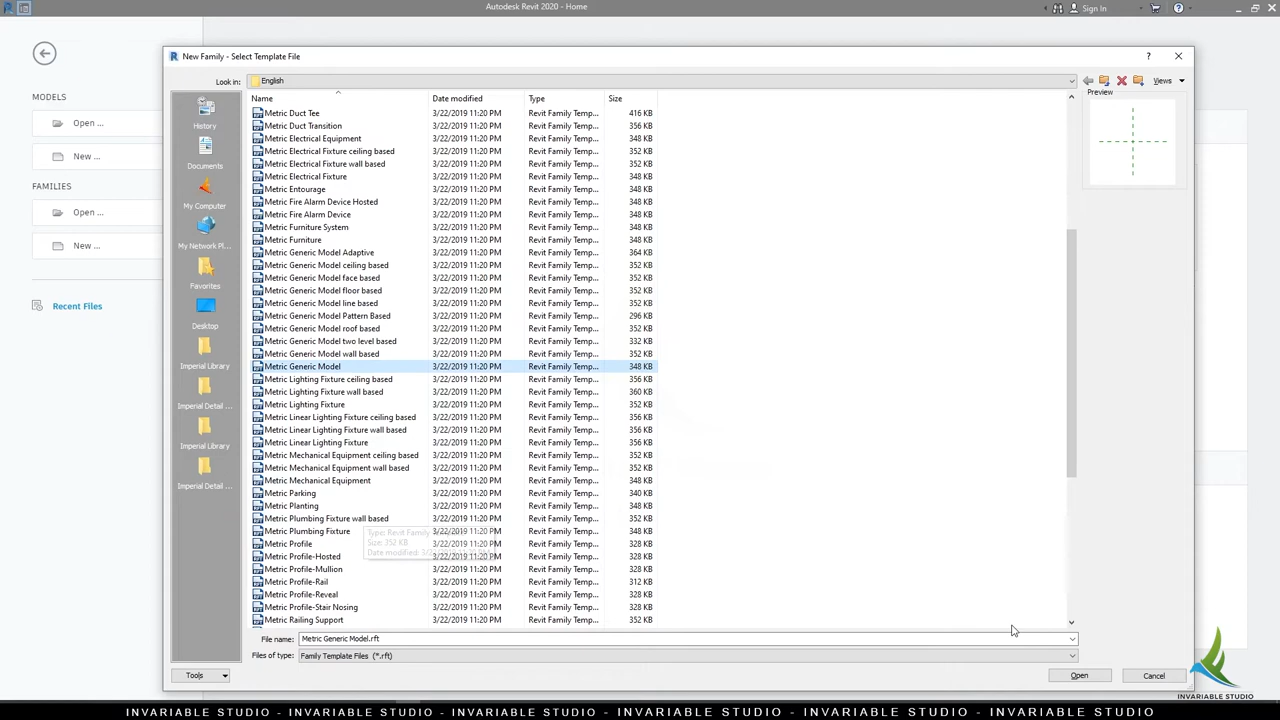 Autodesk Revit 2020 - Home
Sign In
New Family - Select Template File
Look in:
English
Views
MODELS
Open ...
New ...
FAMILIES
Open ...
New ...
Recent Files
History
Documents
My Computer
My Network Pl...
Favorites
Desktop
Imperial Library
Imperial Detail ...
Imperial Library
Imperial Detail ...
Name Date modified Type Size
Metric Duct Tee 3/22/2019 11:20 PM Revit Family Temp... 416 KB
Metric Duct Transition 3/22/2019 11:20 PM Revit Family Temp... 356 KB
Metric Electrical Equipment 3/22/2019 11:20 PM Revit Family Temp... 348 KB
Metric Electrical Fixture ceiling based 3/22/2019 11:20 PM Revit Family Temp... 352 KB
Metric Electrical Fixture wall based 3/22/2019 11:20 PM Revit Family Temp... 352 KB
Metric Electrical Fixture 3/22/2019 11:20 PM Revit Family Temp... 348 KB
Metric Entourage 3/22/2019 11:20 PM Revit Family Temp... 348 KB
Metric Fire Alarm Device Hosted 3/22/2019 11:20 PM Revit Family Temp... 348 KB
Metric Fire Alarm Device 3/22/2019 11:20 PM Revit Family Temp... 348 KB
Metric Furniture System 3/22/2019 11:20 PM Revit Family Temp... 348 KB
Metric Furniture 3/22/2019 11:20 PM Revit Family Temp... 348 KB
Metric Generic Model Adaptive 3/22/2019 11:20 PM Revit Family Temp... 364 KB
Metric Generic Model ceiling based 3/22/2019 11:20 PM Revit Family Temp... 352 KB
Metric Generic Model face based 3/22/2019 11:20 PM Revit Family Temp... 352 KB
Metric Generic Model floor based 3/22/2019 11:20 PM Revit Family Temp... 352 KB
Metric Generic Model line based 3/22/2019 11:20 PM Revit Family Temp... 352 KB
Metric Generic Model Pattern Based 3/22/2019 11:20 PM Revit Family Temp... 296 KB
Metric Generic Model roof based 3/22/2019 11:20 PM Revit Family Temp... 352 KB
Metric Generic Model two level based 3/22/2019 11:20 PM Revit Family Temp... 332 KB
Metric Generic Model wall based 3/22/2019 11:20 PM Revit Family Temp... 352 KB
Metric Generic Model 3/22/2019 11:20 PM Revit Family Temp... 348 KB
Metric Lighting Fixture ceiling based 3/22/2019 11:20 PM Revit Family Temp... 356 KB
Metric Lighting Fixture wall based 3/22/2019 11:20 PM Revit Family Temp... 360 KB
Metric Lighting Fixture 3/22/2019 11:20 PM Revit Family Temp... 352 KB
Metric Linear Lighting Fixture ceiling based 3/22/2019 11:20 PM Revit Family Temp... 356 KB
Metric Linear Lighting Fixture wall based 3/22/2019 11:20 PM Revit Family Temp... 356 KB
Metric Linear Lighting Fixture 3/22/2019 11:20 PM Revit Family Temp... 356 KB
Metric Mechanical Equipment ceiling based 3/22/2019 11:20 PM Revit Family Temp... 352 KB
Metric Mechanical Equipment wall based 3/22/2019 11:20 PM Revit Family Temp... 352 KB
Metric Mechanical Equipment 3/22/2019 11:20 PM Revit Family Temp... 348 KB
Metric Parking 3/22/2019 11:20 PM Revit Family Temp... 340 KB
Metric Planting 3/22/2019 11:20 PM Revit Family Temp... 348 KB
Metric Plumbing Fixture wall based 3/22/2019 11:20 PM Revit Family Temp... 352 KB
Metric Plumbing Fixture 3/22/2019 11:20 PM Revit Family Temp... 348 KB
Metric Profile 3/22/2019 11:20 PM Revit Family Temp... 328 KB
Metric Profile-Hosted 3/22/2019 11:20 PM Revit Family Temp... 328 KB
Metric Profile-Mullion 3/22/2019 11:20 PM Revit Family Temp... 328 KB
Metric Profile-Rail 3/22/2019 11:20 PM Revit Family Temp... 312 KB
Metric Profile-Reveal 3/22/2019 11:20 PM Revit Family Temp... 328 KB
Metric Profile-Stair Nosing 3/22/2019 11:20 PM Revit Family Temp... 328 KB
Metric Railing Support 3/22/2019 11:20 PM Revit Family Temp... 352 KB
Type: Revit Family
Size: 352 KB
Date modified:
Preview
File name: Metric Generic Model.rft
Files of type: Family Template Files (*.rft)
Tools
Open
Cancel
INVARIABLE STUDIO
INVARIABLE STUDIO - INVARIABLE STUDIO - INVARIABLE STUDIO - INVARIABLE STUDIO - INVARIABLE STUDIO - INVARIABLE STUDIO